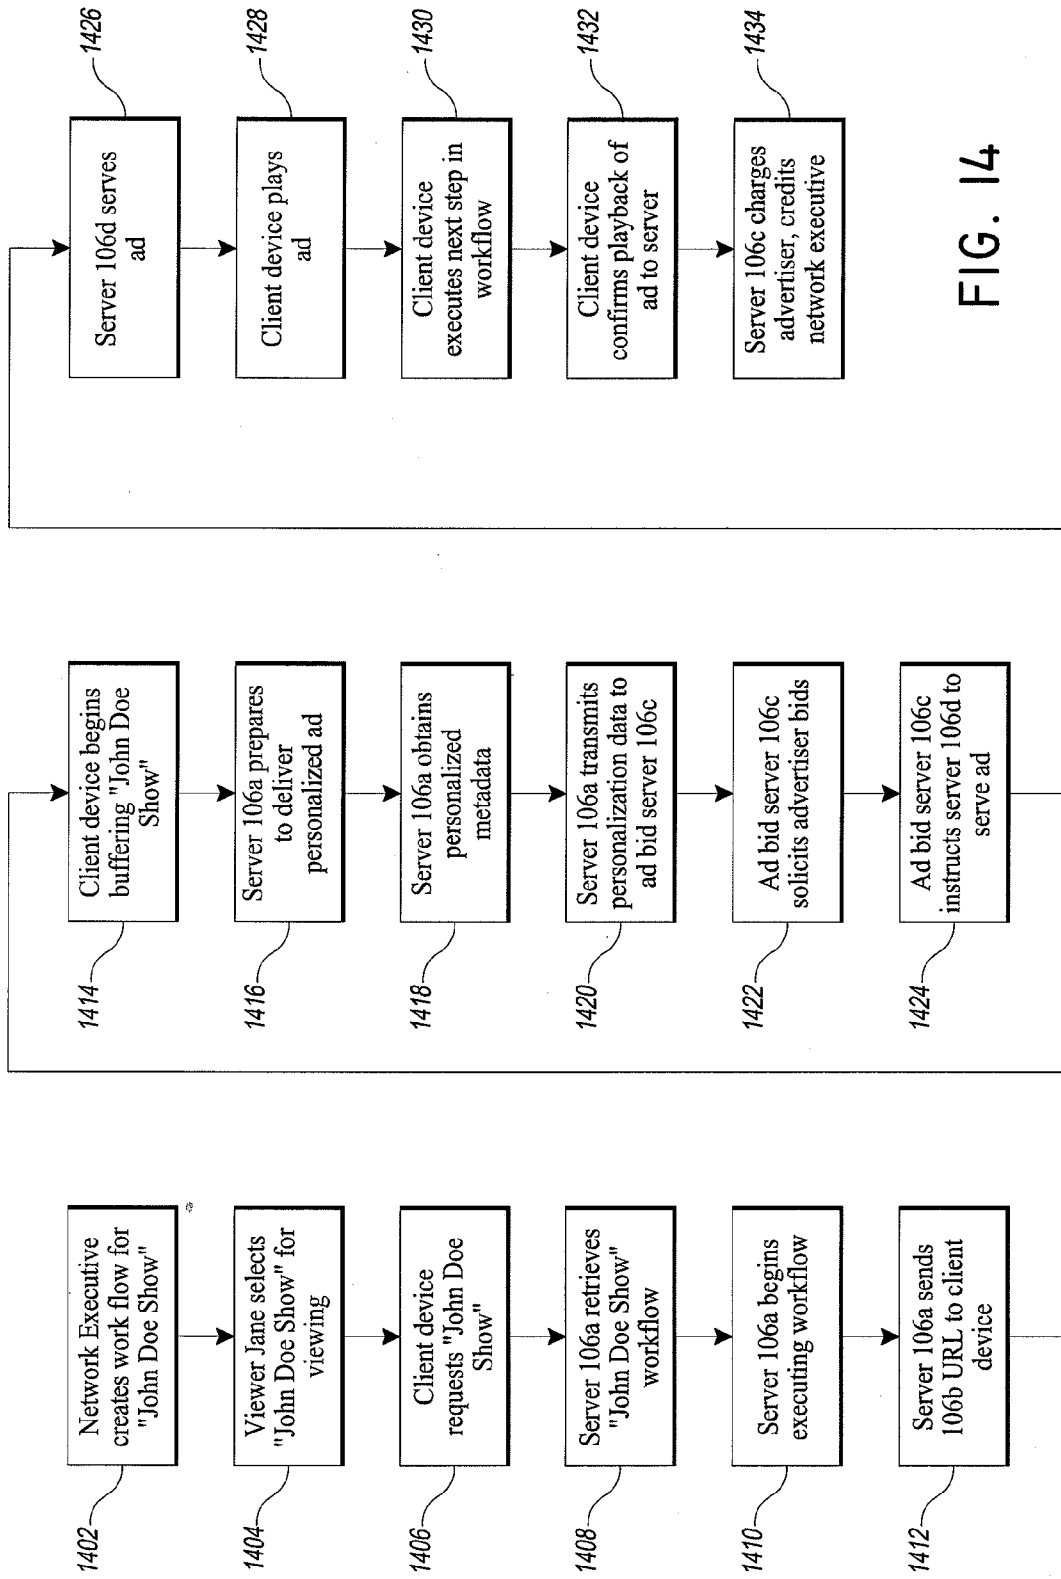 1402
Network Executive
creates work flow for
"John Doe Show"
1404
Viewer Jane selects
"John Doe Show" for
viewing
1406
Client device
requests "John Doe
Show"
1408
Server 106a retrieves
"John Doe Show"
workflow
1410
Server 106a begins
executing workflow
1412
Server 106a sends
106b URL to client
device
1414
Client device begins
buffering "John Doe
Show"
1416
Server 106a prepares
to deliver
personalized ad
1418
Server 106a obtains
personalized
metadata
1420
Server 106a transmits
personalization data to
ad bid server 106c
1422
Ad bid server 106c
solicits advertiser bids
1424
Ad bid server 106c
instructs server 106d to
serve ad
1426
Server 106d serves
ad
1428
Client device plays
ad
1430
Client device
executes next step in
workflow
1432
Client device
confirms playback of
ad to server
1434
Server 106c charges
advertiser, credits
network executive
FIG. 14